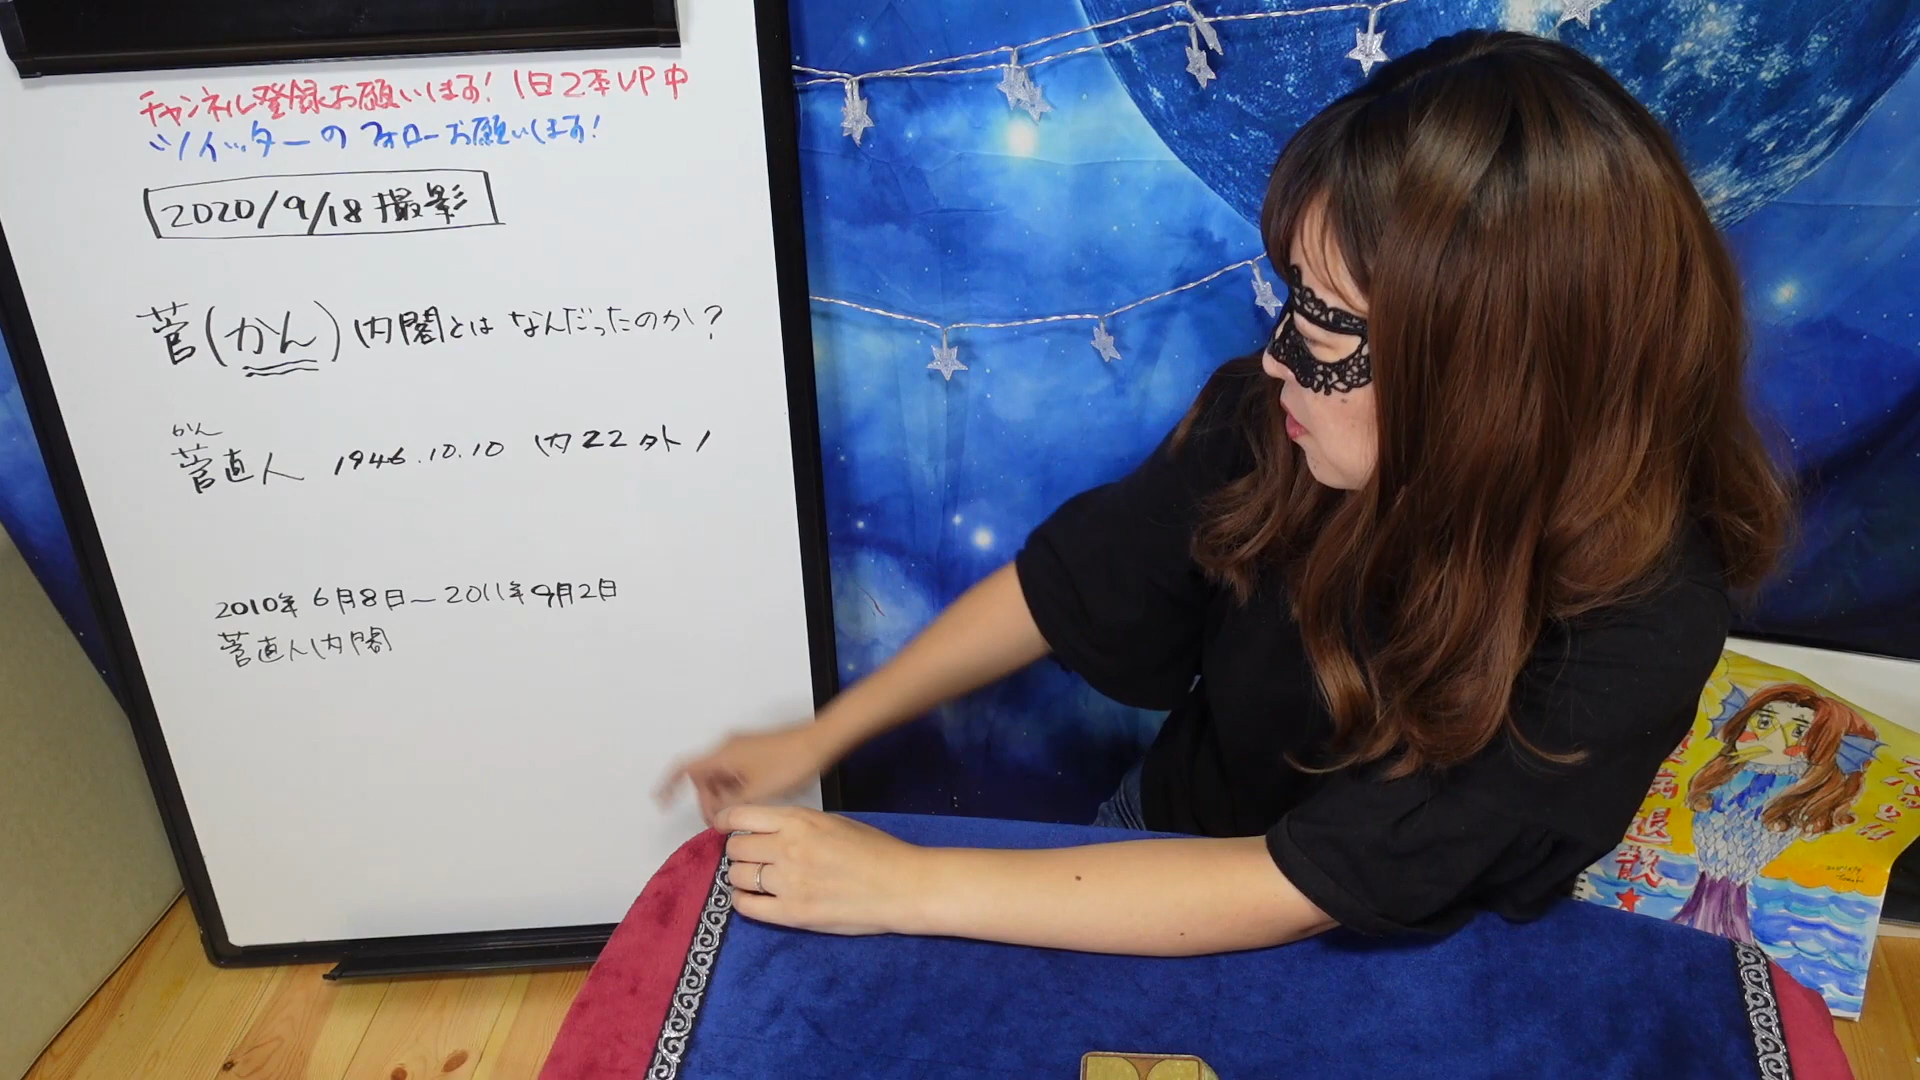 チャンネル登録お願いします! 1日2本UP中
ツイッターのフォローお願いします!
2020/9/18撮影
菅(かん)内閣とはなんだったのか?
かん
菅直人 1946.10.10 内22外1
2010年6月8日~2011年9月2日
菅直人内閣
退散★